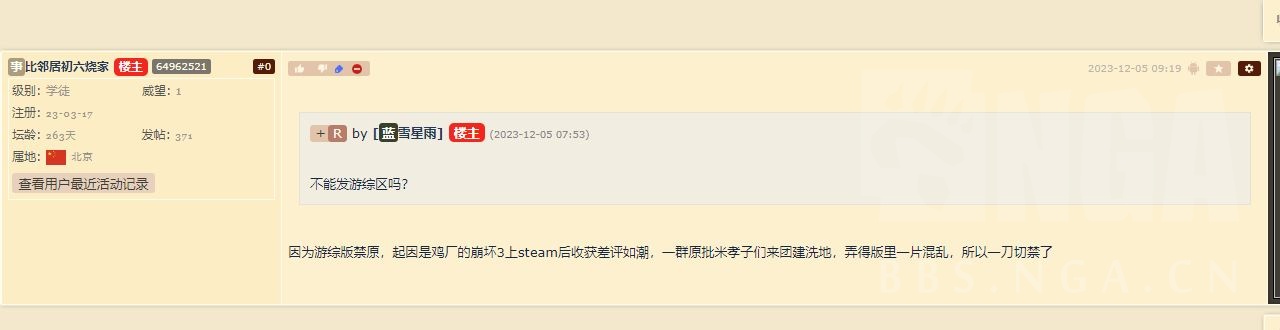 事比邻居初六烧家 楼主 64962521 #0
级别：学徒 威望：1
注册：23-03-17
坛龄：263天 发帖：371
属地： 北京
查看用户最近活动记录
2023-12-05 09:19
+ R by [蓝雪星雨] 楼主 (2023-12-05 07:53)
不能发游综区吗？
因为游综版禁原，起因是鸡厂的崩坏3上steam后收获差评如潮，一群原批米孝子们来团建洗地，弄得版里一片混乱，所以一刀切禁了
NGA
BBS.NGA.CN